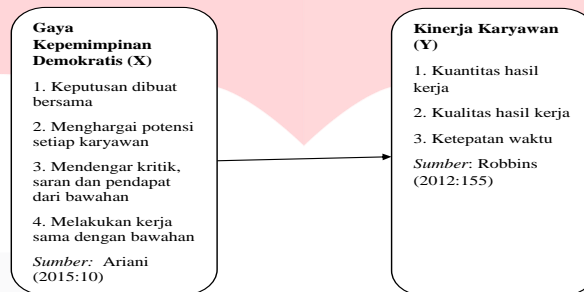 Gaya
Kepemimpinan
Demokratis (X)
1. Keputusan dibuat
bersama
2. Menghargai potensi
setiap karyawan
3. Mendengar kritik,
saran dan pendapat
dari bawahan
4. Melakukan kerja
sama dengan bawahan
Sumber: Ariani
(2015:10)
Kinerja Karyawan
(Y)
1. Kuantitas hasil
kerja
2. Kualitas hasil kerja
3. Ketepatan waktu
Sumber: Robbins
(2012:155)